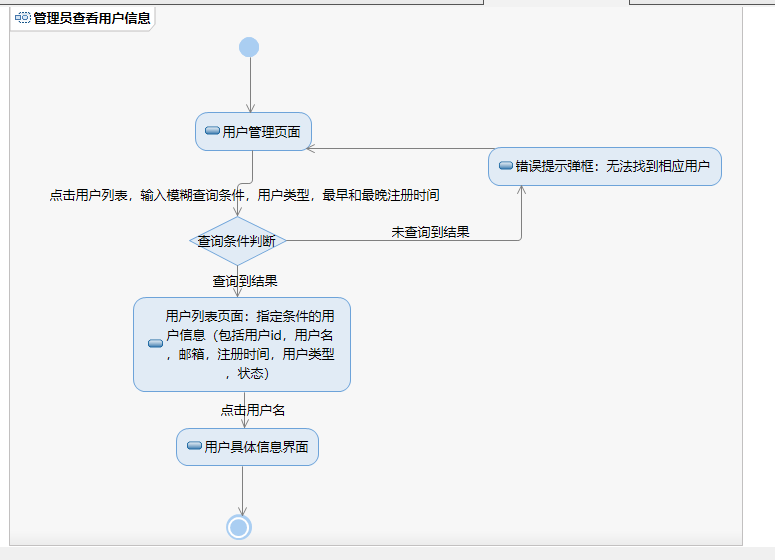 管理员查看用户信息
用户管理页面
错误提示弹框：无法找到相应用户
点击用户列表，输入模糊查询条件，用户类型，最早和最晚注册时间
未查询到结果
查询条件判断
查询到结果
用户列表页面：指定条件的用
户信息（包括用户id，用户名
，邮箱，注册时间，用户类型
，状态）
点击用户名
用户具体信息界面